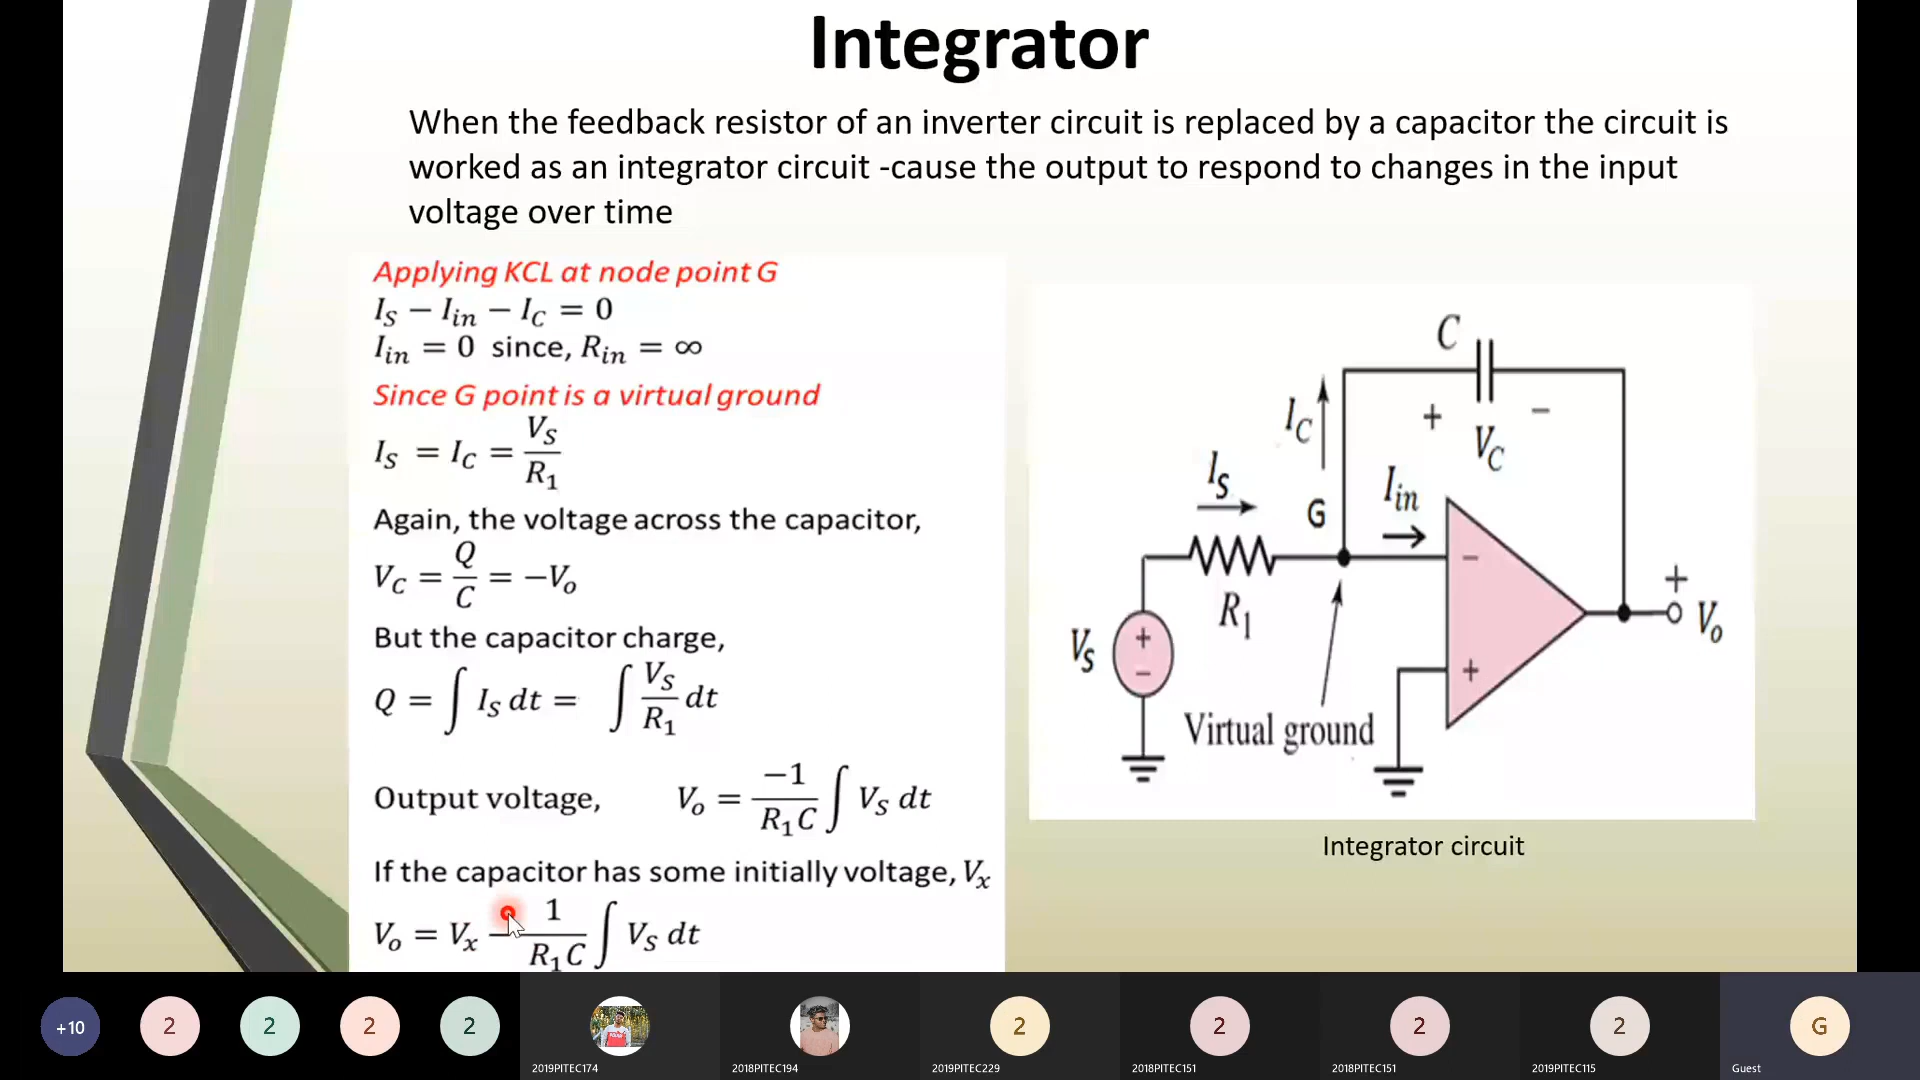 Integrator
When the feedback resistor of an inverter circuit is replaced by a capacitor the circuit is
worked as an integrator circuit -cause the output to respond to changes in the input
voltage over time
Applying KCL at node point G
I_S − I_in − I_C = 0
I_in = 0 since, R_in = ∞
Since G point is a virtual ground
I_S = I_C = V_S / R_1
Again, the voltage across the capacitor,
V_C = Q / C = −V_o
But the capacitor charge,
Q = ∫ I_S dt = ∫ V_S / R_1 dt
Output voltage, V_o = −1 / R_1C ∫ V_S dt
If the capacitor has some initially voltage, V_x
V_o = V_x − 1 / R_1C ∫ V_S dt
C
I_C
+ −
V_C
I_S
G
I_in
−
R_1
+
V_o
V_S
+
−
+
Virtual ground
Integrator circuit
+10
2
2
2
2
2
2
2
2
G
2019PITEC174
2018PITEC194
2019PITEC229
2018PITEC151
2018PITEC151
2019PITEC115
Guest